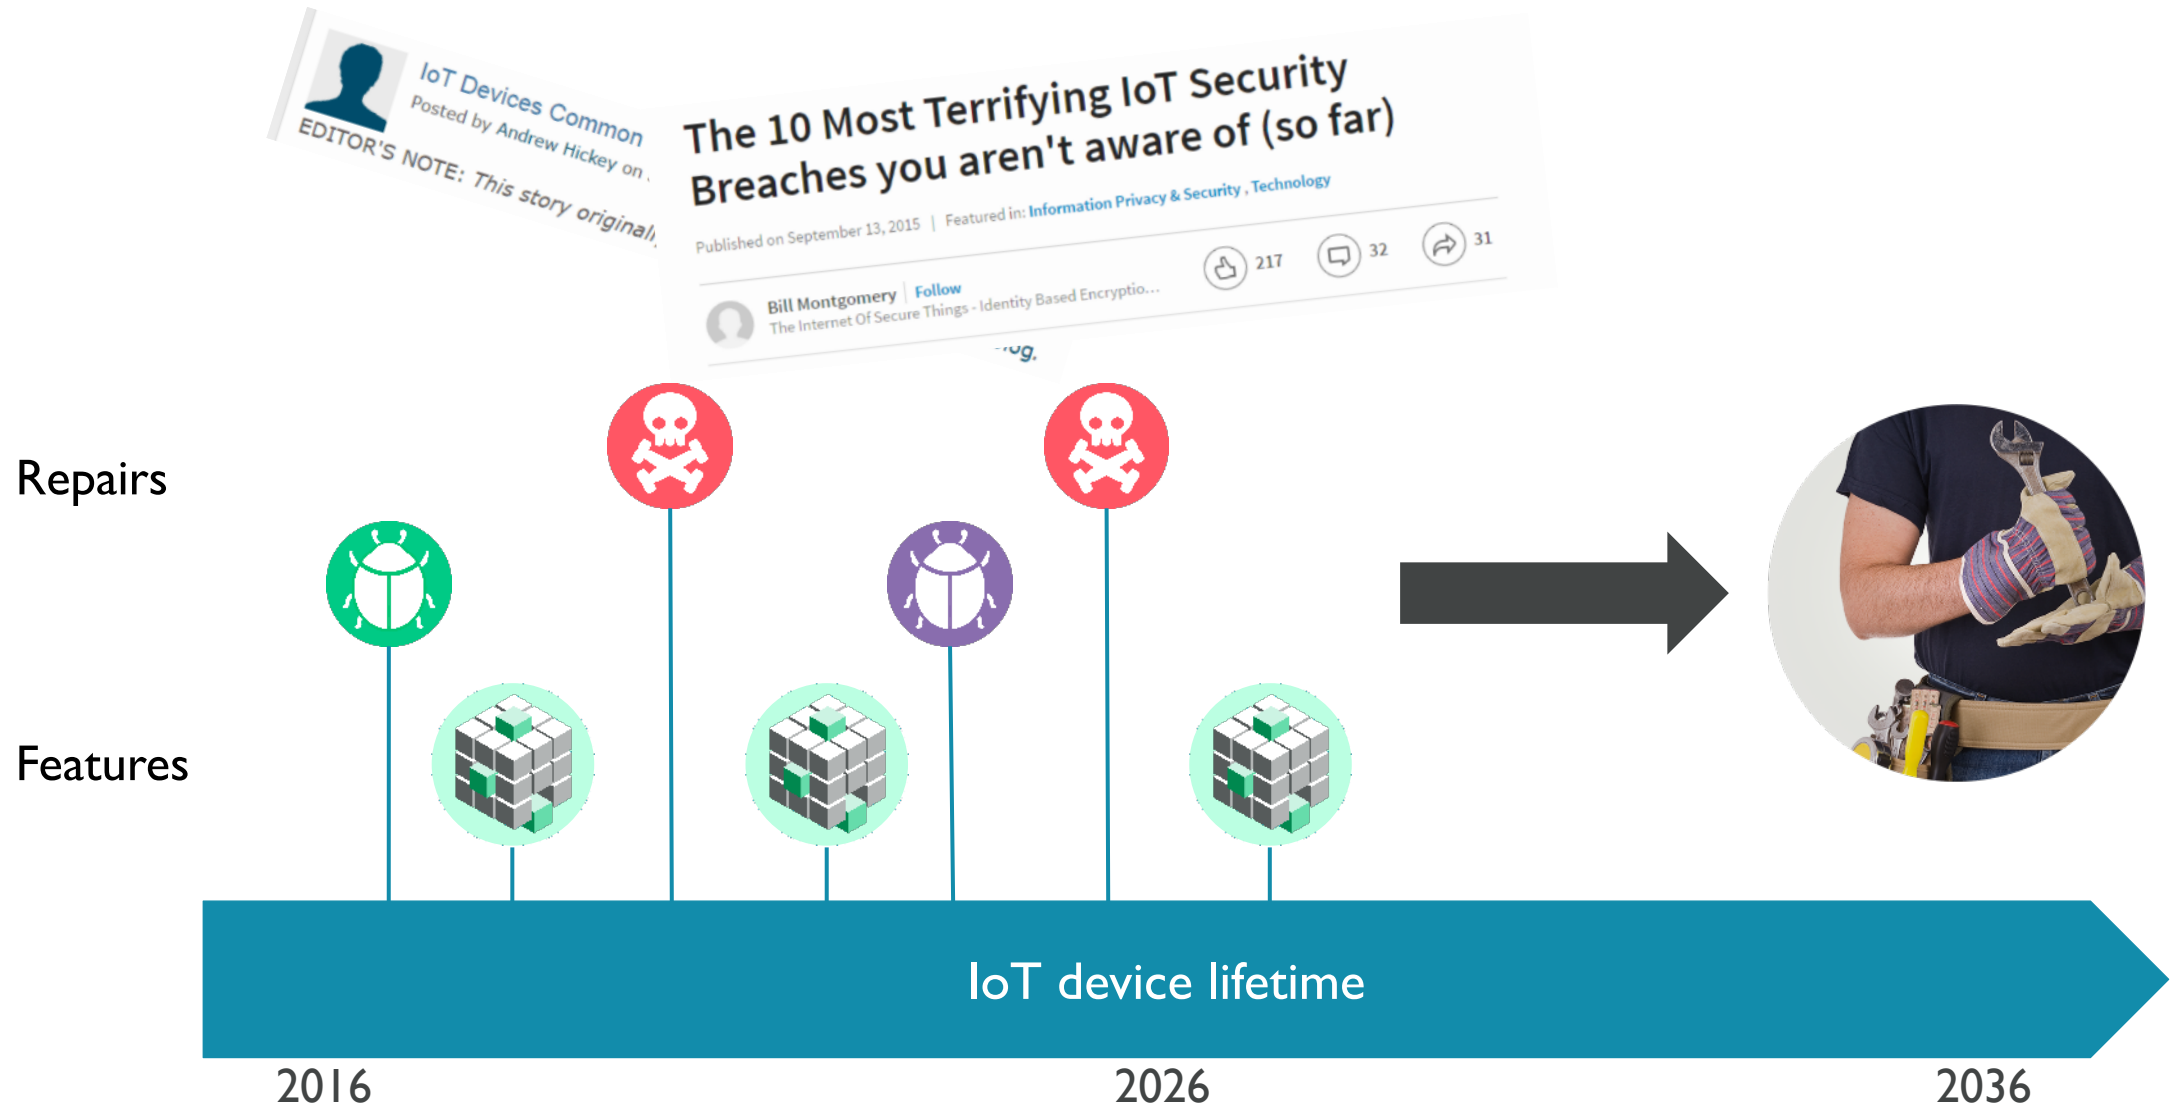 IoT Devices Common
Posted by Andrew Hickey on
EDITOR'S NOTE: This story
The 10 Most Terrifying IoT Security
Breaches you aren't aware of (so far)
Published on September 13, 2015 | Featured in: Information Privacy & Security , Technology
Bill Montgomery Follow
The Internet Of Secure Things - Identity Based Encryptio...
217
32
31
Repairs
Features
IoT device lifetime
2016
2026
2036